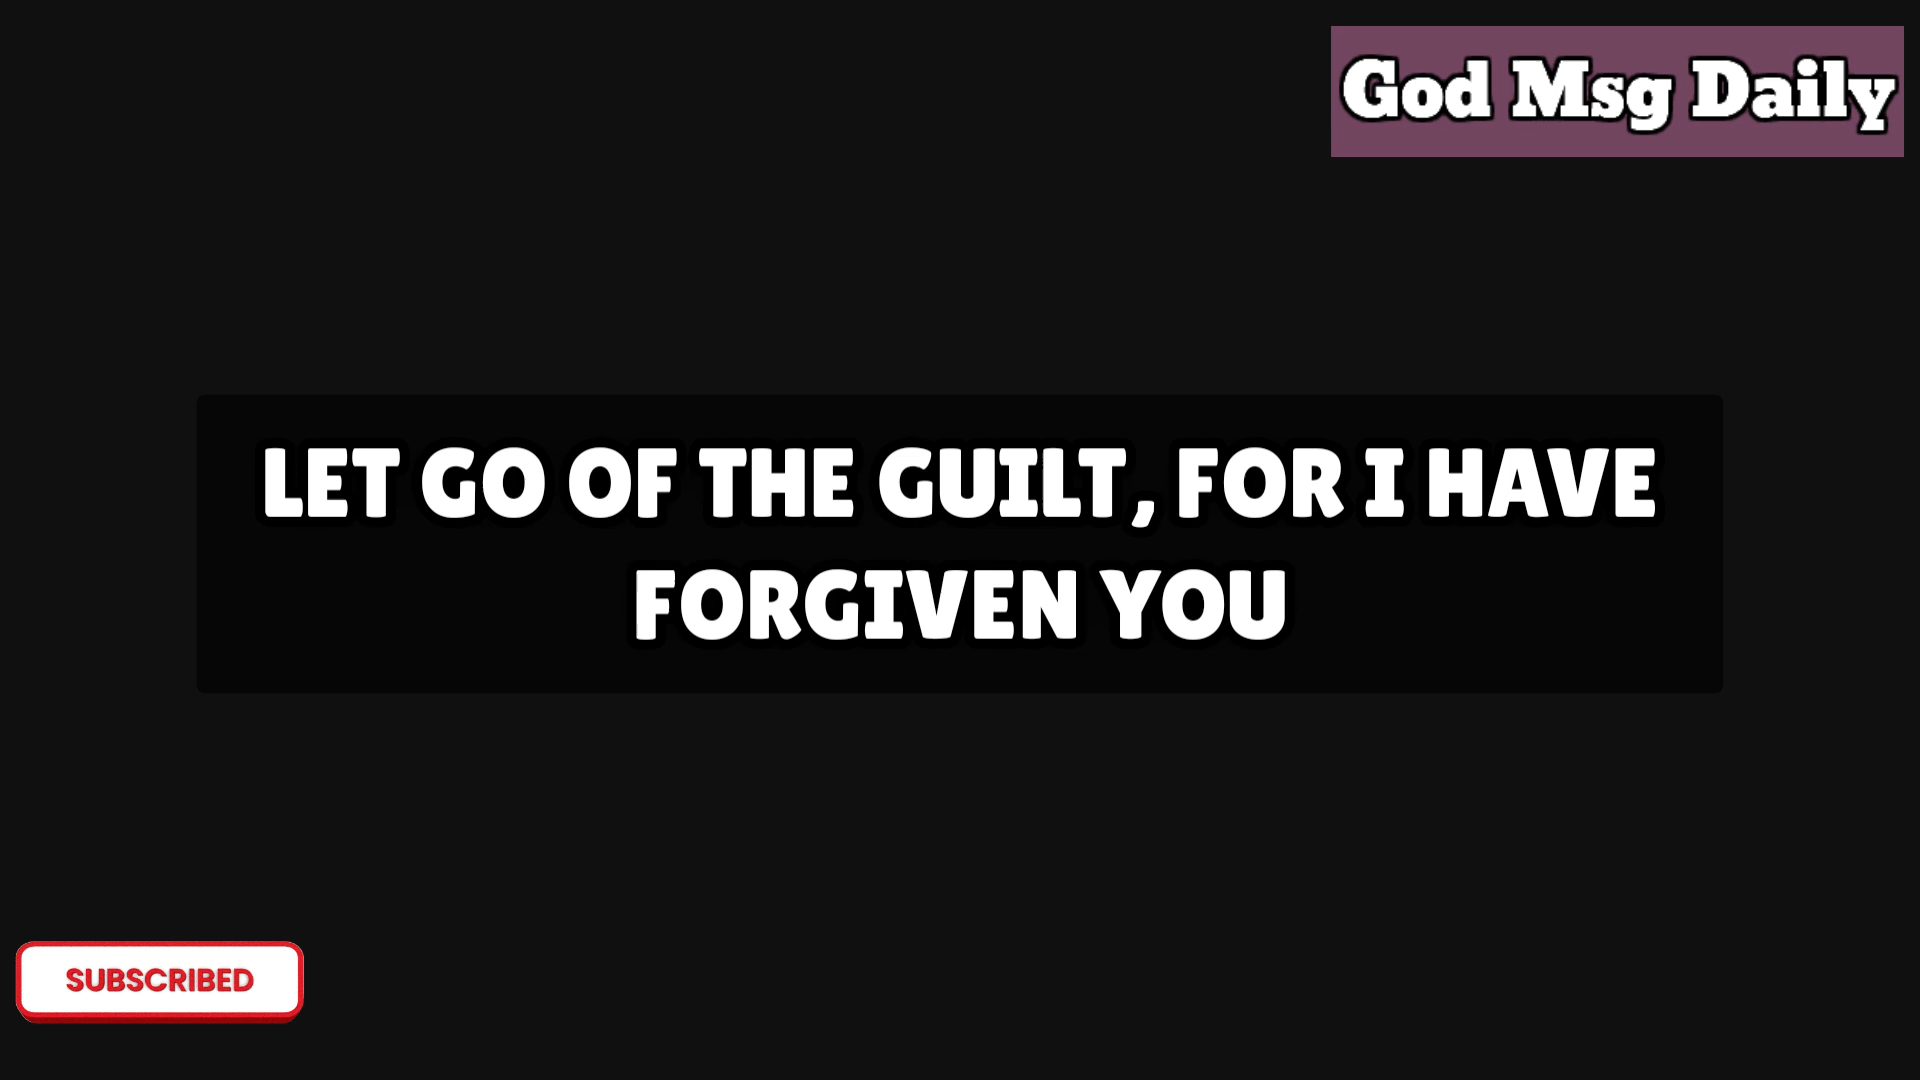 God Msg Daily
LET GO OF THE GUILT, FOR I HAVE
FORGIVEN YOU
SUBSCRIBED